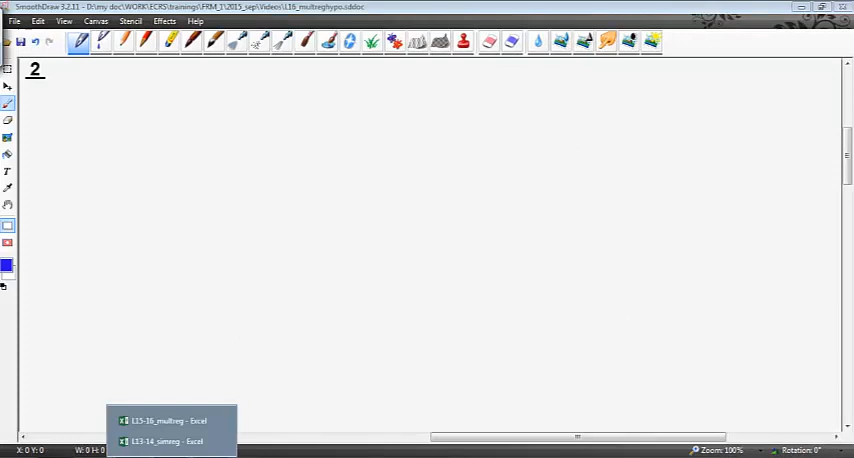 SmoothDraw 3.2.11 - D:\my doc\WORK\ECRS\trainings\FRM_1\2015_sep\Videos\L16_multreghypo.sddoc
File Edit View Canvas Stencil Effects Help
2
L15-16_multreg - Excel
L13-14_simreg - Excel
X: 0 Y: 0 W: 0 H: 0 Zoom: 100% Rotation: 0°